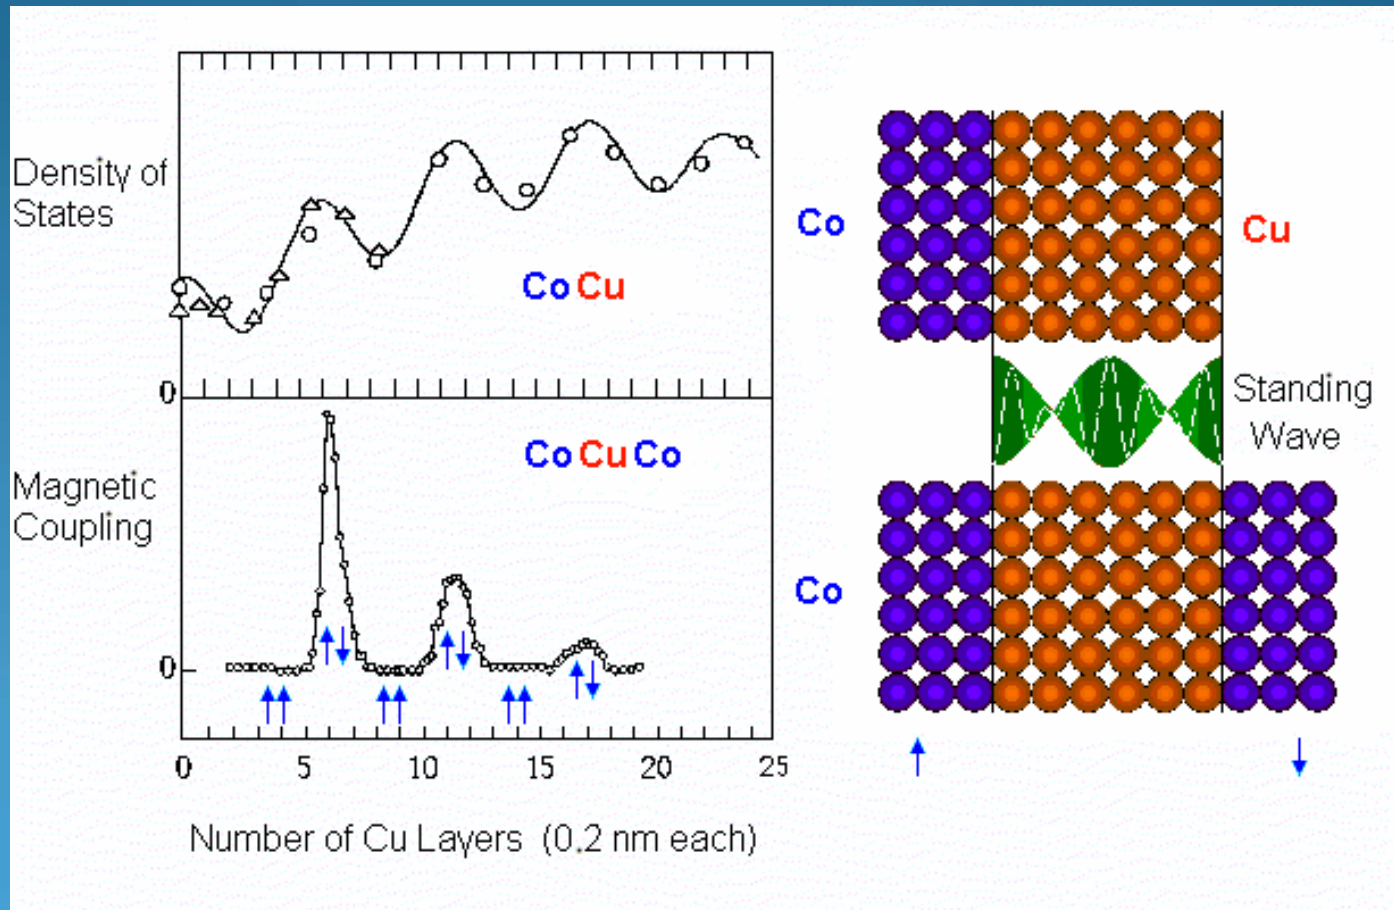 Density of
States
Co Cu
0
Co Cu Co
Magnetic
Coupling
0
0 5 10 15 20 25
Number of Cu Layers (0.2 nm each)
Co
Cu
Standing
Wave
Co